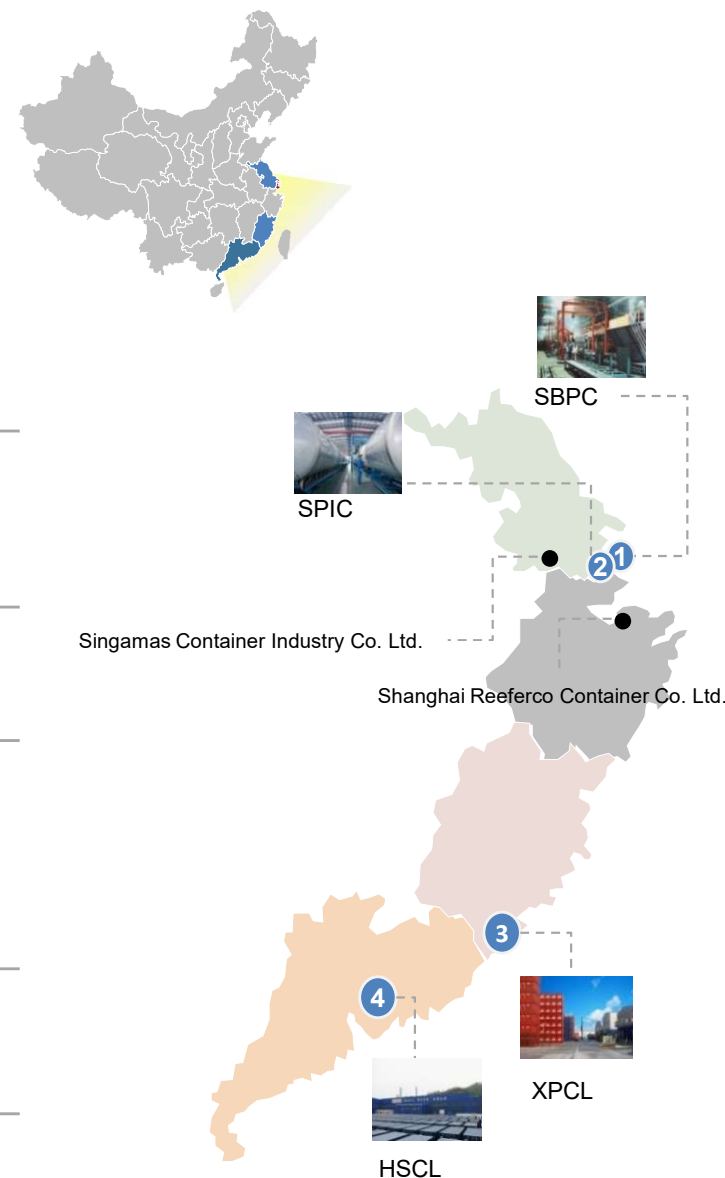 SBPC
SPIC
1
2
Singamas Container Industry Co. Ltd.
Shanghai Reeferco Container Co. Ltd.
3
4
XPCL
HSCL